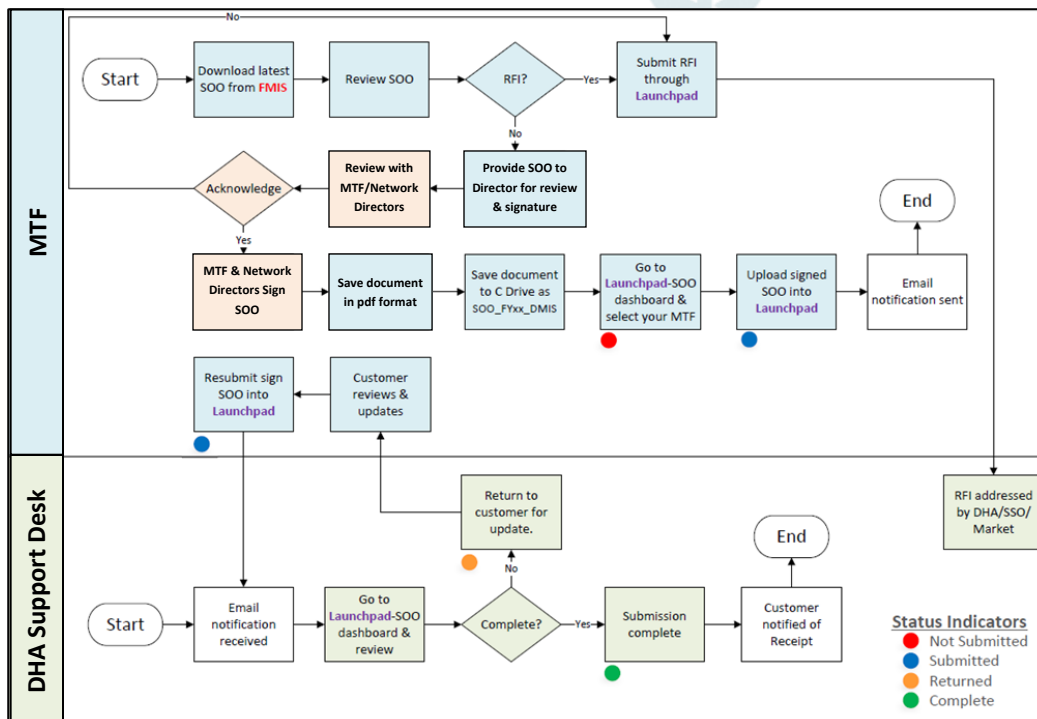 No
Start
Download latest
SOO from FMIS
Review SOO
RFI?
Yes
Submit RFI
through
Launchpad
No
Acknowledge
Review with
MTF/Network
Directors
Provide SOO to
Director for review
& signature
End
Yes
MTF & Network
Directors Sign
SOO
Save document
in pdf format
Save document
to C Drive as
SOO_FYxx_DMIS
Go to
Launchpad-SOO
dashboard &
select your MTF
Upload signed
SOO into
Launchpad
Email
notification sent
Resubmit sign
SOO into
Launchpad
Customer
reviews &
updates
MTF
Return to
customer for
update.
RFI addressed
by DHA/SSO/
Market
No
End
Start
Email
notification
received
Go to
Launchpad-SOO
dashboard &
review
Complete?
Yes
Submission
complete
Customer
notified of
Receipt
DHA Support Desk
Status Indicators
Not Submitted
Submitted
Returned
Complete